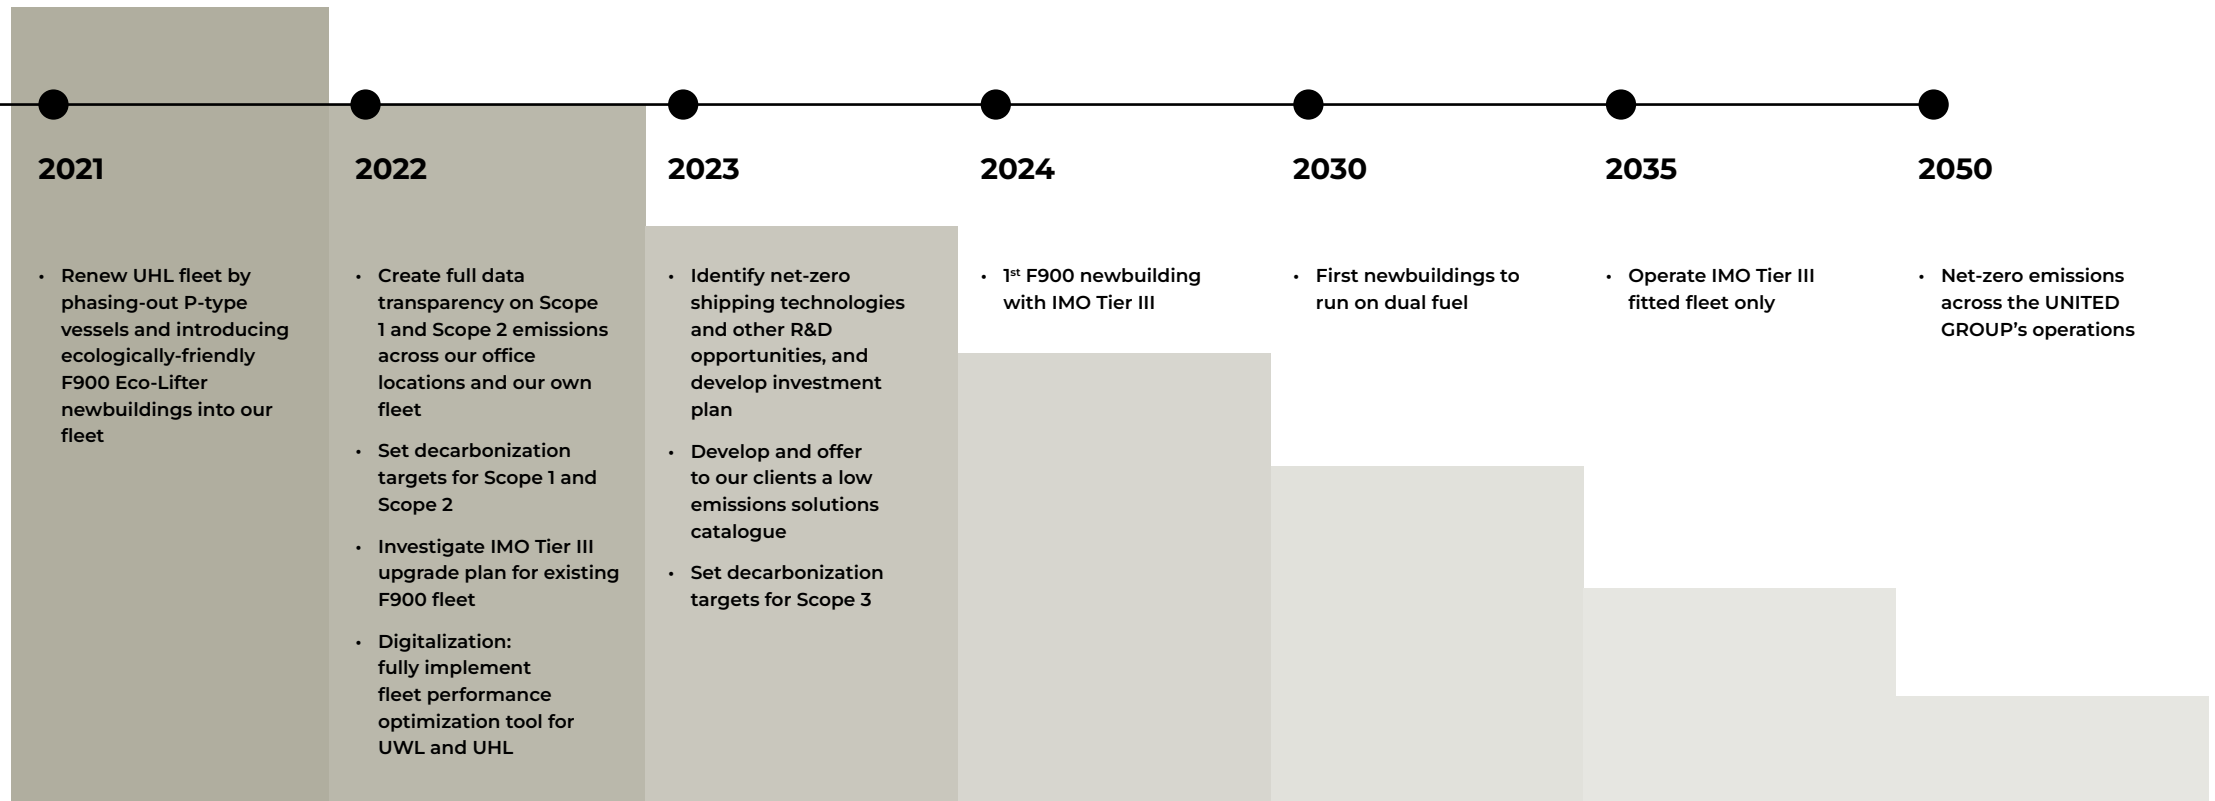 2021
• Renew UHL fleet by
phasing-out P-type
vessels and introducing
ecologically-friendly
F900 Eco-Lifter
newbuildings into our
fleet
2022
• Create full data
transparency on Scope
1 and Scope 2 emissions
across our office
locations and our own
fleet
• Set decarbonization
targets for Scope 1 and
Scope 2
• Investigate IMO Tier III
upgrade plan for existing
F900 fleet
• Digitalization:
fully implement
fleet performance
optimization tool for
UWL and UHL
2023
• Identify net-zero
shipping technologies
and other R&D
opportunities, and
develop investment
plan
• Develop and offer
to our clients a low
emissions solutions
catalogue
• Set decarbonization
targets for Scope 3
2024
• 1st F900 newbuilding
with IMO Tier III
2030
• First newbuildings to
run on dual fuel
2035
• Operate IMO Tier III
fitted fleet only
2050
• Net-zero emissions
across the UNITED
GROUP’s operations